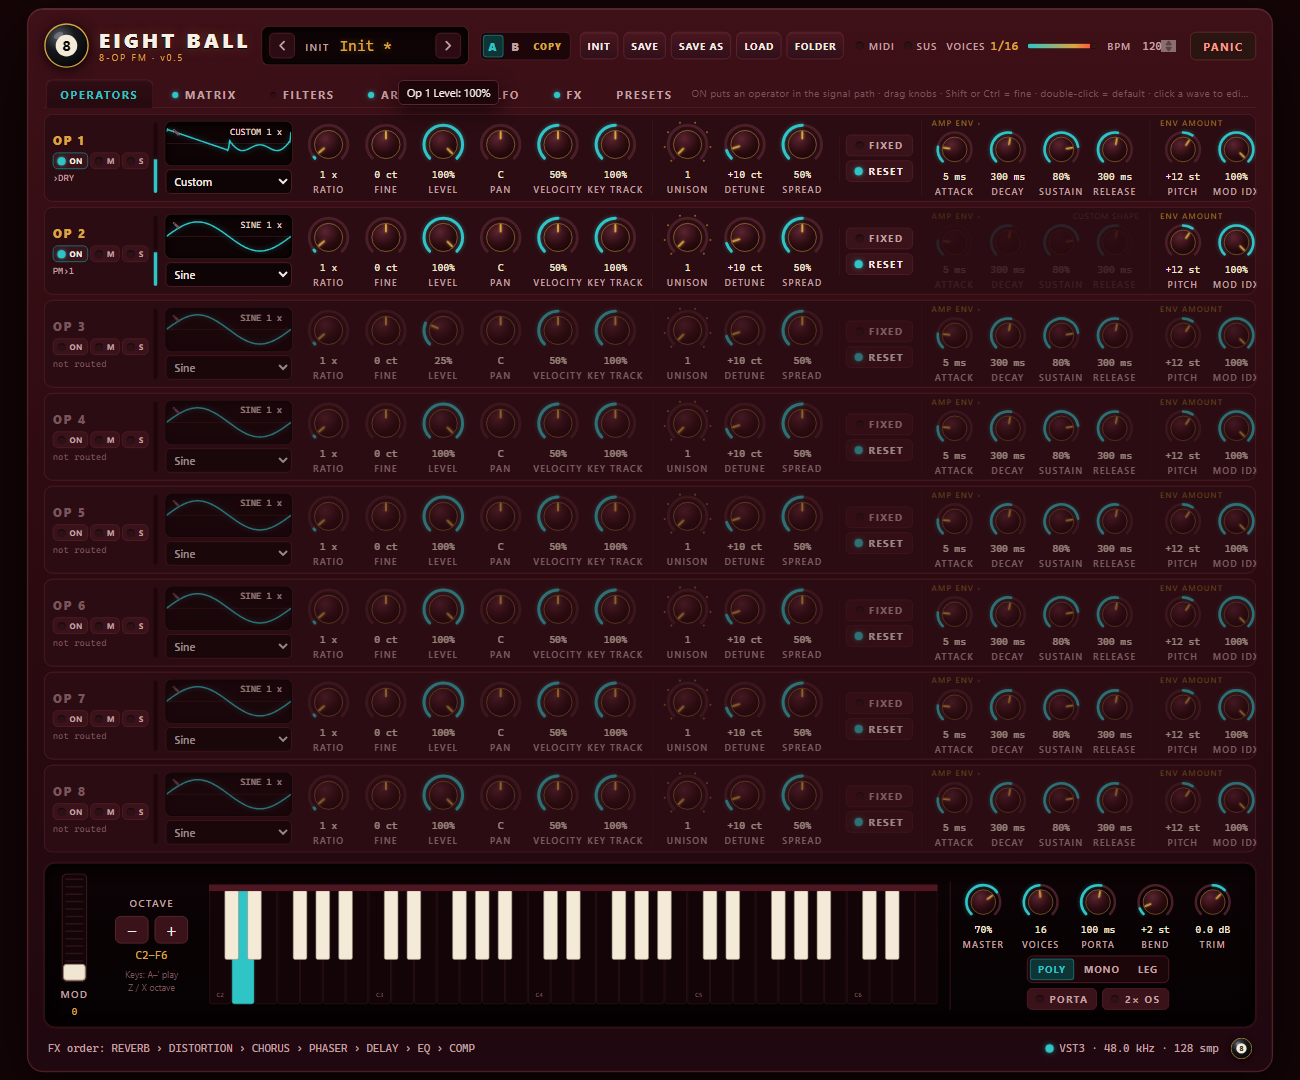 8 EIGHT BALL
8-OP FM · v0.5
INIT Init *
A B COPY INIT SAVE SAVE AS LOAD FOLDER MIDI SUS VOICES 1/16 BPM 120 PANIC
OPERATORS MATRIX FILTERS AR Op 1 Level: 100% LFO FX PRESETS ON puts an operator in the signal path · drag knobs · Shift or Ctrl = fine · double-click = default · click a wave to edi…
OP 1 ON M S ›DRY
CUSTOM 1 x
Custom
1 x 0 ct 100% C 50% 100% 1 +10 ct 50%
RATIO FINE LEVEL PAN VELOCITY KEY TRACK UNISON DETUNE SPREAD
FIXED
RESET
AMP ENV › ENV AMOUNT
5 ms 300 ms 80% 300 ms +12 st 100%
ATTACK DECAY SUSTAIN RELEASE PITCH MOD IDX
OP 2 ON M S PM›1
SINE 1 x
Sine
1 x 0 ct 100% C 50% 100% 1 +10 ct 50%
RATIO FINE LEVEL PAN VELOCITY KEY TRACK UNISON DETUNE SPREAD
FIXED
RESET
AMP ENV › CUSTOM SHAPE ENV AMOUNT
5 ms 300 ms 80% 300 ms +12 st 100%
ATTACK DECAY SUSTAIN RELEASE PITCH MOD IDX
OP 3 ON M S not routed
SINE 1 x
Sine
1 x 0 ct 25% C 50% 100% 1 +10 ct 50%
RATIO FINE LEVEL PAN VELOCITY KEY TRACK UNISON DETUNE SPREAD
FIXED
RESET
AMP ENV › ENV AMOUNT
5 ms 300 ms 80% 300 ms +12 st 100%
ATTACK DECAY SUSTAIN RELEASE PITCH MOD IDX
OP 4 ON M S not routed
SINE 1 x
Sine
1 x 0 ct 100% C 50% 100% 1 +10 ct 50%
RATIO FINE LEVEL PAN VELOCITY KEY TRACK UNISON DETUNE SPREAD
FIXED
RESET
AMP ENV › ENV AMOUNT
5 ms 300 ms 80% 300 ms +12 st 100%
ATTACK DECAY SUSTAIN RELEASE PITCH MOD IDX
OP 5 ON M S not routed
SINE 1 x
Sine
1 x 0 ct 100% C 50% 100% 1 +10 ct 50%
RATIO FINE LEVEL PAN VELOCITY KEY TRACK UNISON DETUNE SPREAD
FIXED
RESET
AMP ENV › ENV AMOUNT
5 ms 300 ms 80% 300 ms +12 st 100%
ATTACK DECAY SUSTAIN RELEASE PITCH MOD IDX
OP 6 ON M S not routed
SINE 1 x
Sine
1 x 0 ct 100% C 50% 100% 1 +10 ct 50%
RATIO FINE LEVEL PAN VELOCITY KEY TRACK UNISON DETUNE SPREAD
FIXED
RESET
AMP ENV › ENV AMOUNT
5 ms 300 ms 80% 300 ms +12 st 100%
ATTACK DECAY SUSTAIN RELEASE PITCH MOD IDX
OP 7 ON M S not routed
SINE 1 x
Sine
1 x 0 ct 100% C 50% 100% 1 +10 ct 50%
RATIO FINE LEVEL PAN VELOCITY KEY TRACK UNISON DETUNE SPREAD
FIXED
RESET
AMP ENV › ENV AMOUNT
5 ms 300 ms 80% 300 ms +12 st 100%
ATTACK DECAY SUSTAIN RELEASE PITCH MOD IDX
OP 8 ON M S not routed
SINE 1 x
Sine
1 x 0 ct 100% C 50% 100% 1 +10 ct 50%
RATIO FINE LEVEL PAN VELOCITY KEY TRACK UNISON DETUNE SPREAD
FIXED
RESET
AMP ENV › ENV AMOUNT
5 ms 300 ms 80% 300 ms +12 st 100%
ATTACK DECAY SUSTAIN RELEASE PITCH MOD IDX
MOD
0
OCTAVE
− +
C2–F6
Keys: A–' play
Z / X octave
C2 C3 C4 C5 C6
70% 16 100 ms +2 st 0.0 dB
MASTER VOICES PORTA BEND TRIM
POLY MONO LEG
PORTA 2× OS
FX order: REVERB › DISTORTION › CHORUS › PHASER › DELAY › EQ › COMP
VST3 · 48.0 kHz · 128 smp 8